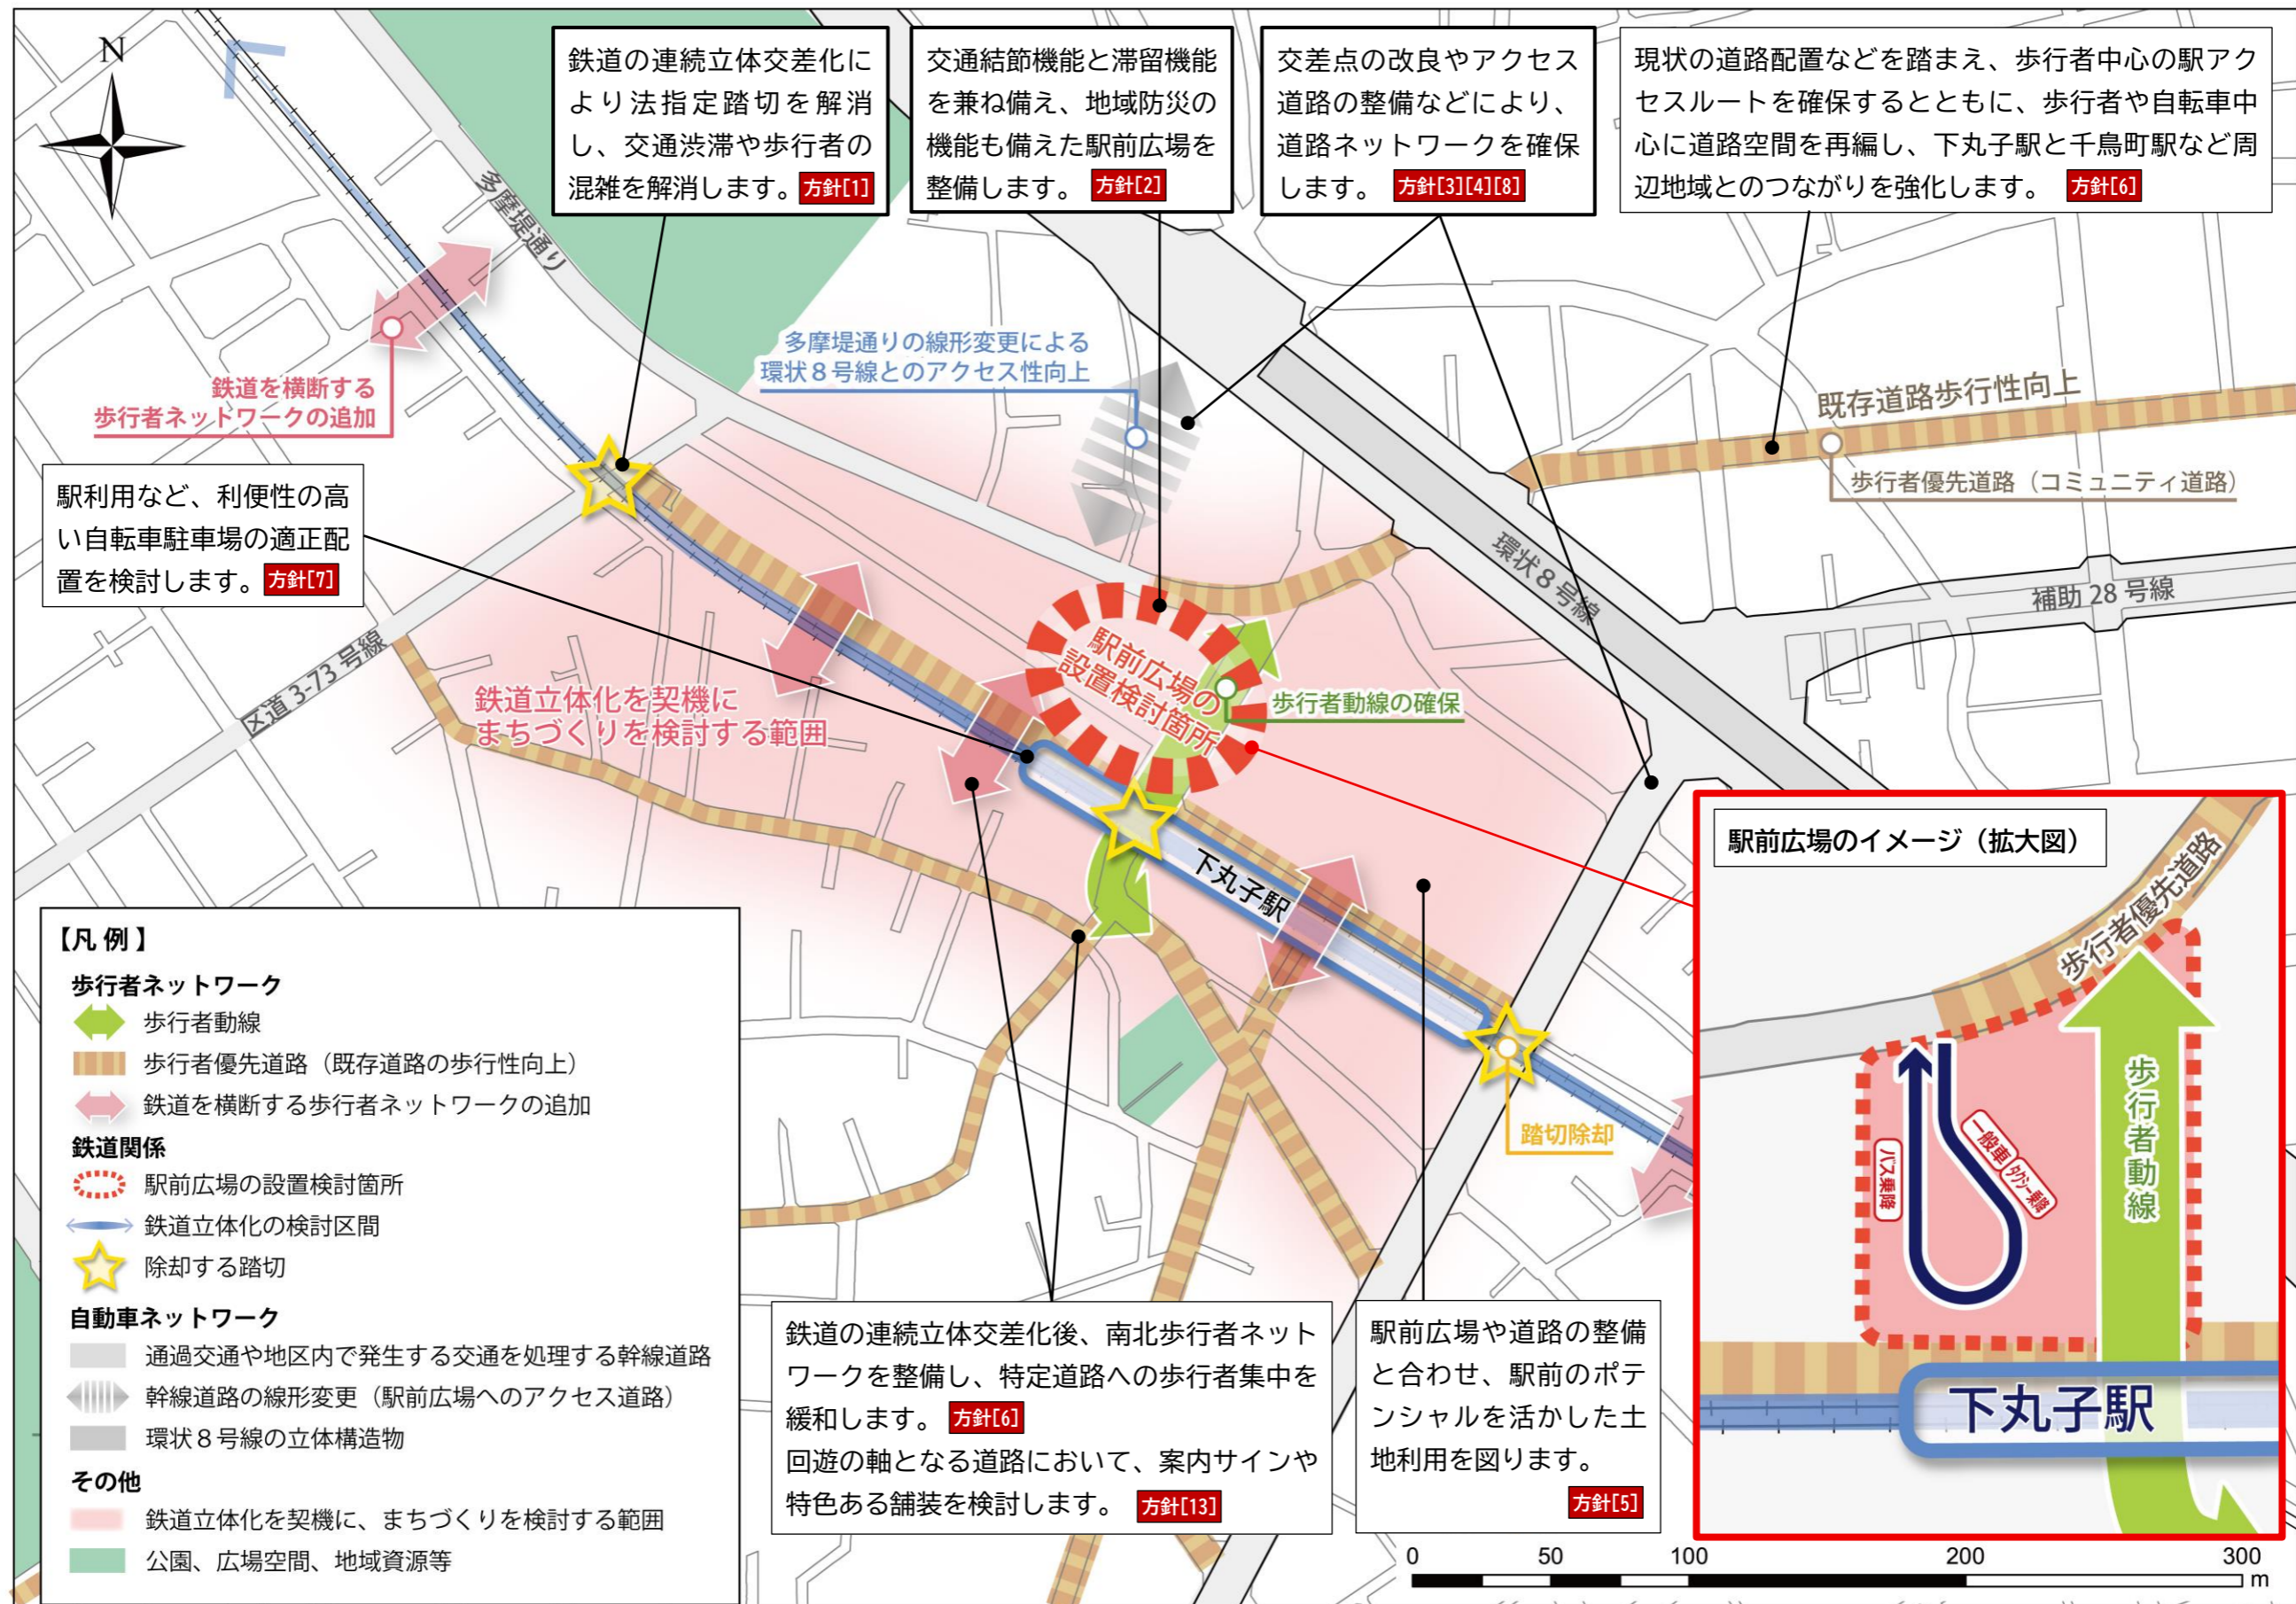 N
鉄道の連続立体交差化に
より法指定踏切を解消
し、交通渋滞や歩行者の
混雑を解消します。 方針[1]
交通結節機能と滞留機能
を兼ね備え、地域防災の
機能も備えた駅前広場を
整備します。 方針[2]
交差点の改良やアクセス
道路の整備などにより、
道路ネットワークを確保
します。 方針[3][4][8]
現状の道路配置などを踏まえ、歩行者中心の駅アク
セスルートを確保するとともに、歩行者や自転車中
心に道路空間を再編し、下丸子駅と千鳥町駅など周
辺地域とのつながりを強化します。 方針[6]
多摩堤通り
多摩堤通りの線形変更による
環状８号線とのアクセス性向上
鉄道を横断する
歩行者ネットワークの追加
既存道路歩行性向上
歩行者優先道路（コミュニティ道路）
駅利用など、利便性の高
い自転車駐車場の適正配
置を検討します。 方針[7]
環状８号線
補助 28 号線
区道 3-73 号線
鉄道立体化を契機に
まちづくりを検討する範囲
駅前広場の
設置検討箇所
歩行者動線の確保
下丸子駅
踏切除却
駅前広場のイメージ（拡大図）
歩行者優先道路
歩行者動線
バス乗降
一般車
タクシー乗降
下丸子駅
【凡 例】
歩行者ネットワーク
歩行者動線
歩行者優先道路（既存道路の歩行性向上）
鉄道を横断する歩行者ネットワークの追加
鉄道関係
駅前広場の設置検討箇所
鉄道立体化の検討区間
除却する踏切
自動車ネットワーク
通過交通や地区内で発生する交通を処理する幹線道路
幹線道路の線形変更（駅前広場へのアクセス道路）
環状８号線の立体構造物
その他
鉄道立体化を契機に、まちづくりを検討する範囲
公園、広場空間、地域資源等
鉄道の連続立体交差化後、南北歩行者ネット
ワークを整備し、特定道路への歩行者集中を
緩和します。 方針[6]
回遊の軸となる道路において、案内サインや
特色ある舗装を検討します。 方針[13]
駅前広場や道路の整備
と合わせ、駅前のポテ
ンシャルを活かした土
地利用を図ります。
方針[5]
0 50 100 200 300
m